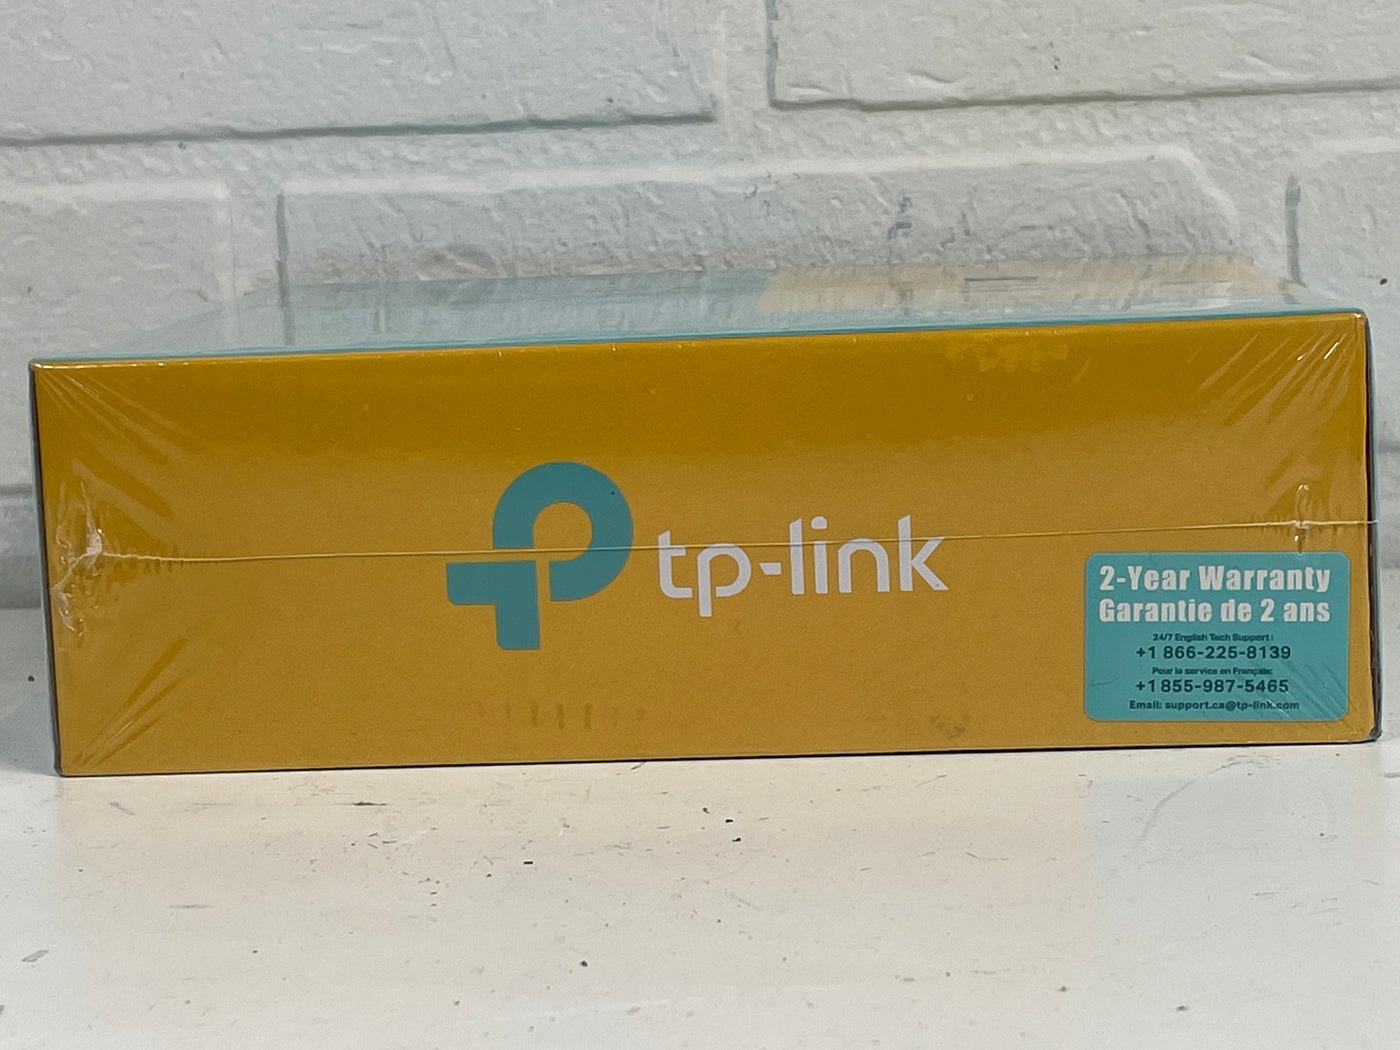 tp-link
2-Year Warranty
Garantie de 2 ans
24/7 English Tech Support:
+1 866-225-8139
Pour le service en Français:
+1 855-987-5465
Email: support.ca@tp-link.com